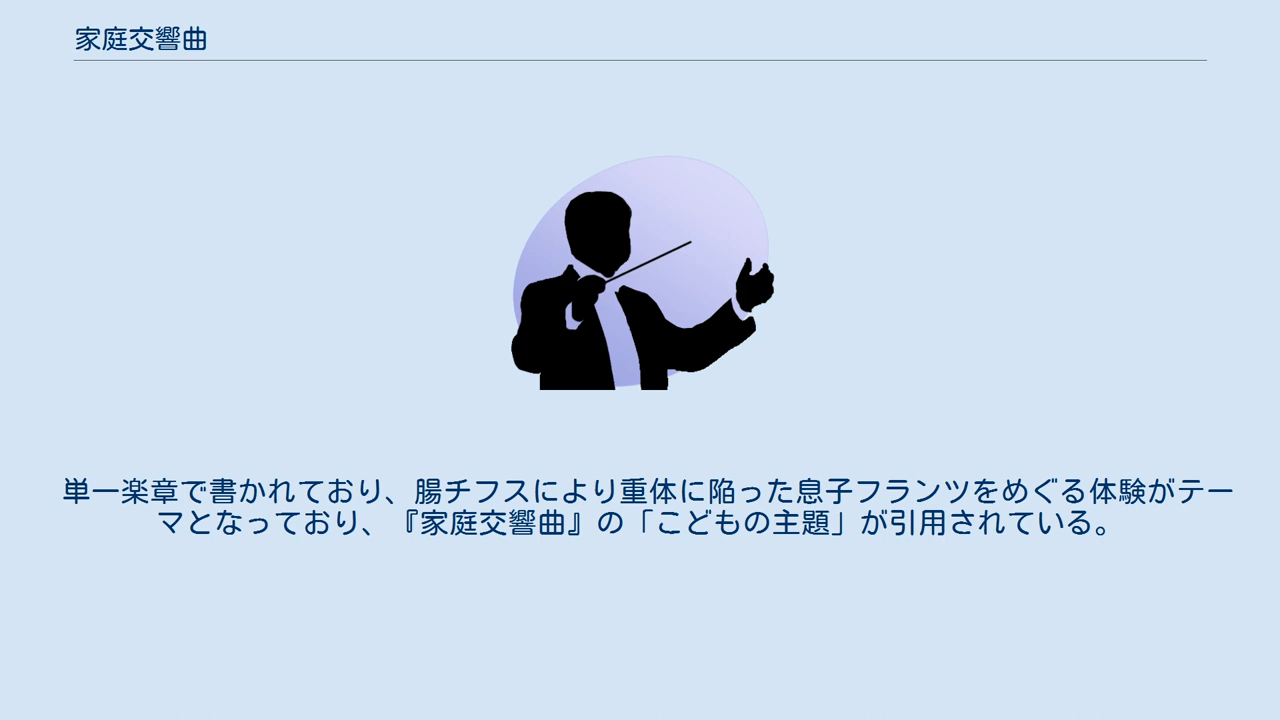 家庭交響曲
単一楽章で書かれており、腸チフスにより重体に陥った息子フランツをめぐる体験がテー
マとなっており、『家庭交響曲』の「こどもの主題」が引用されている。